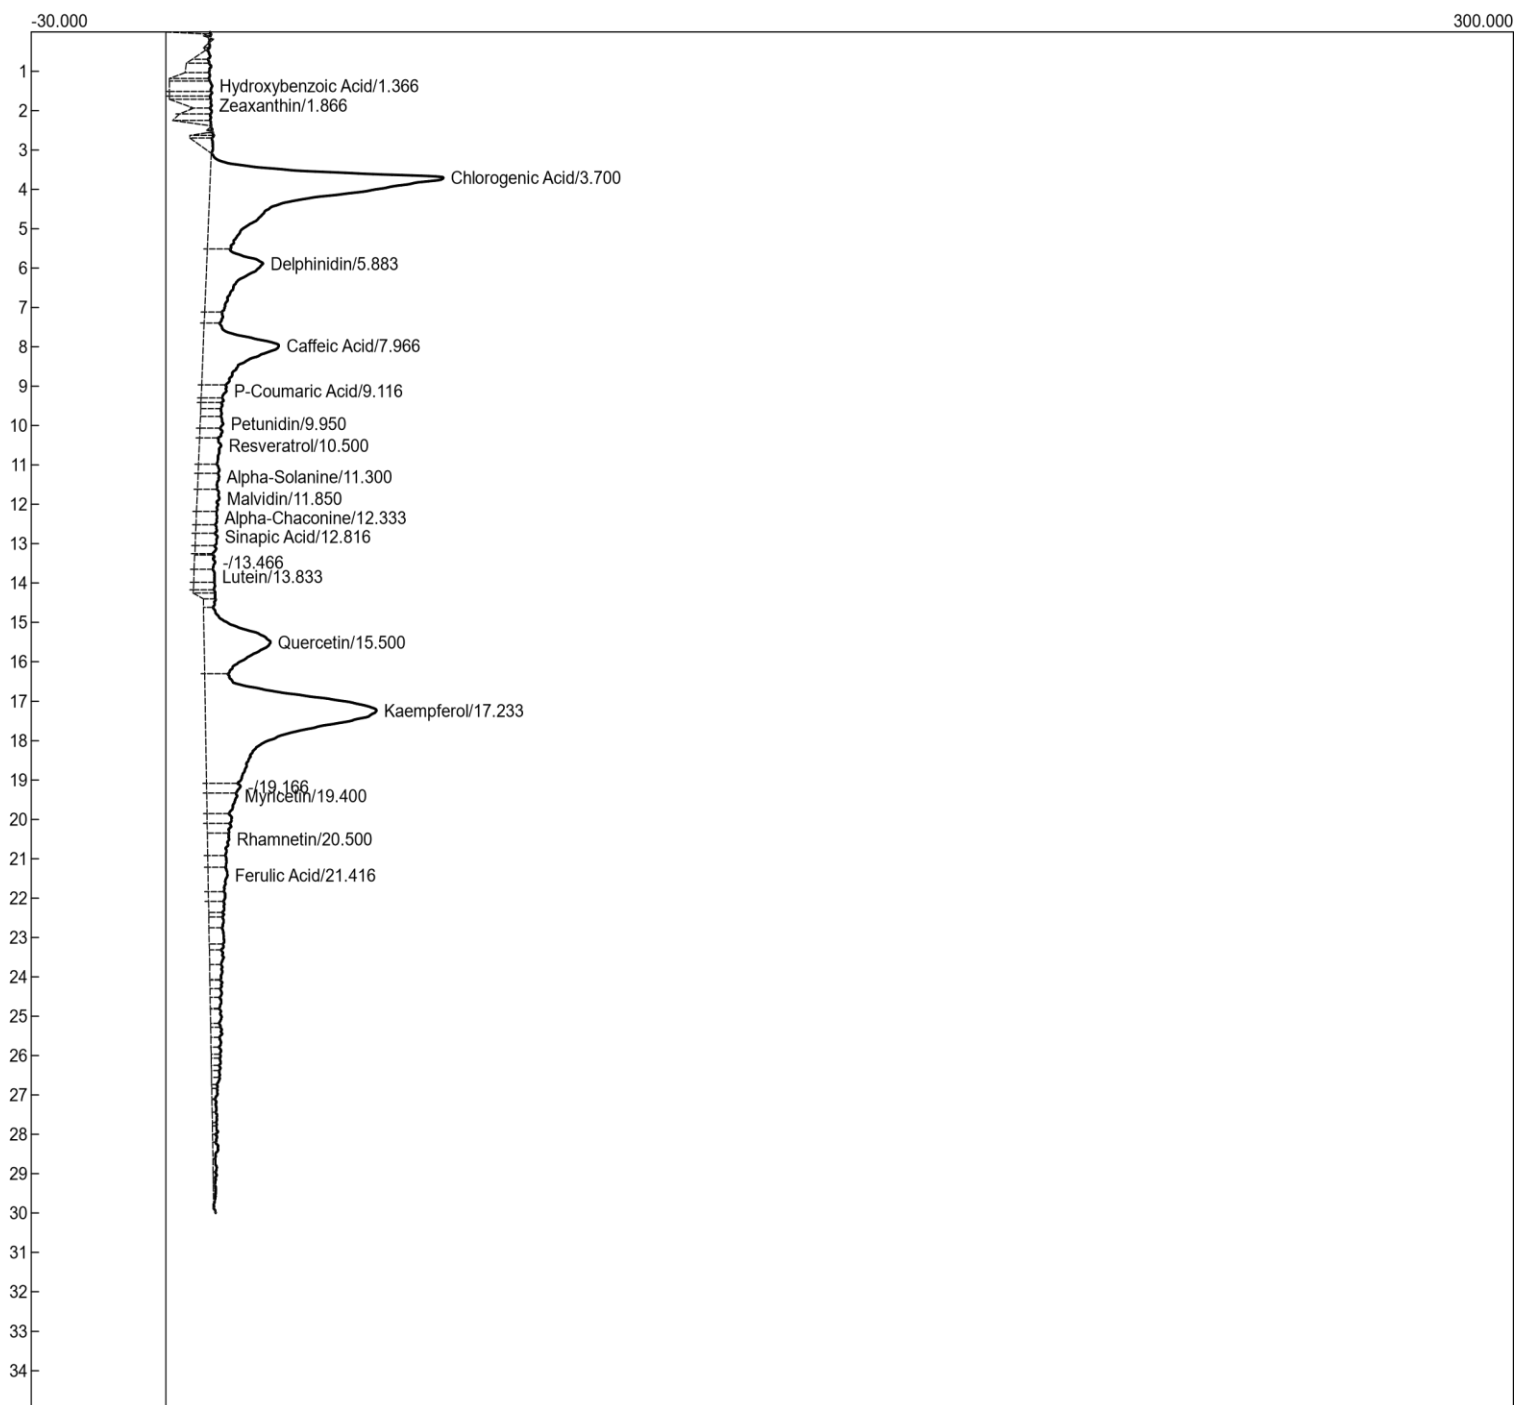 -30.000 300.000
1
Hydroxybenzoic Acid/1.366
Zeaxanthin/1.866
2
3
Chlorogenic Acid/3.700
4
5
Delphinidin/5.883
6
7
Caffeic Acid/7.966
8
9
P-Coumaric Acid/9.116
Petunidin/9.950
10
Resveratrol/10.500
11
Alpha-Solanine/11.300
Malvidin/11.850
12
Alpha-Chaconine/12.333
Sinapic Acid/12.816
13
-/13.466
Lutein/13.833
14
15
Quercetin/15.500
16
17
Kaempferol/17.233
18
19
-/19.166
Myricetin/19.400
20
Rhamnetin/20.500
21
Ferulic Acid/21.416
22
23
24
25
26
27
28
29
30
31
32
33
34